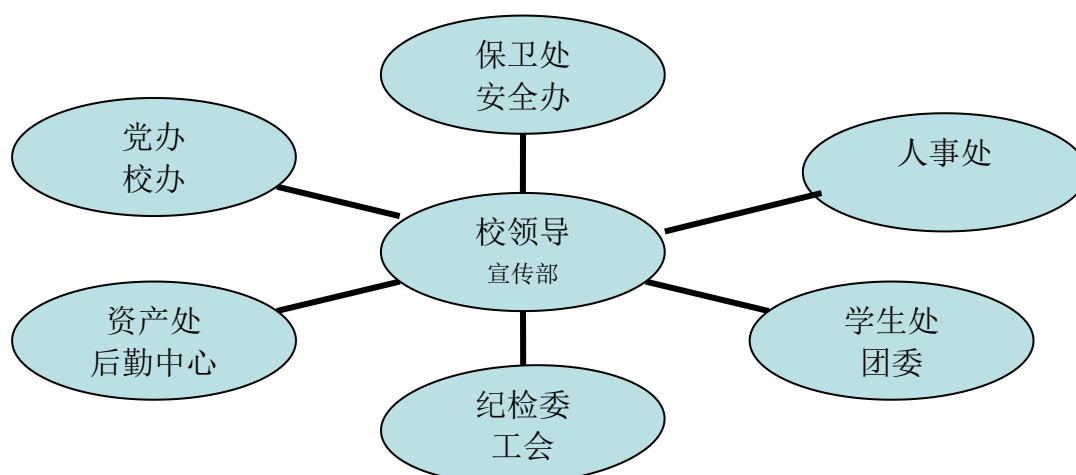 保卫处
安全办
党办
校办
人事处
校领导
宣传部
资产处
后勤中心
学生处
团委
纪检委
工会